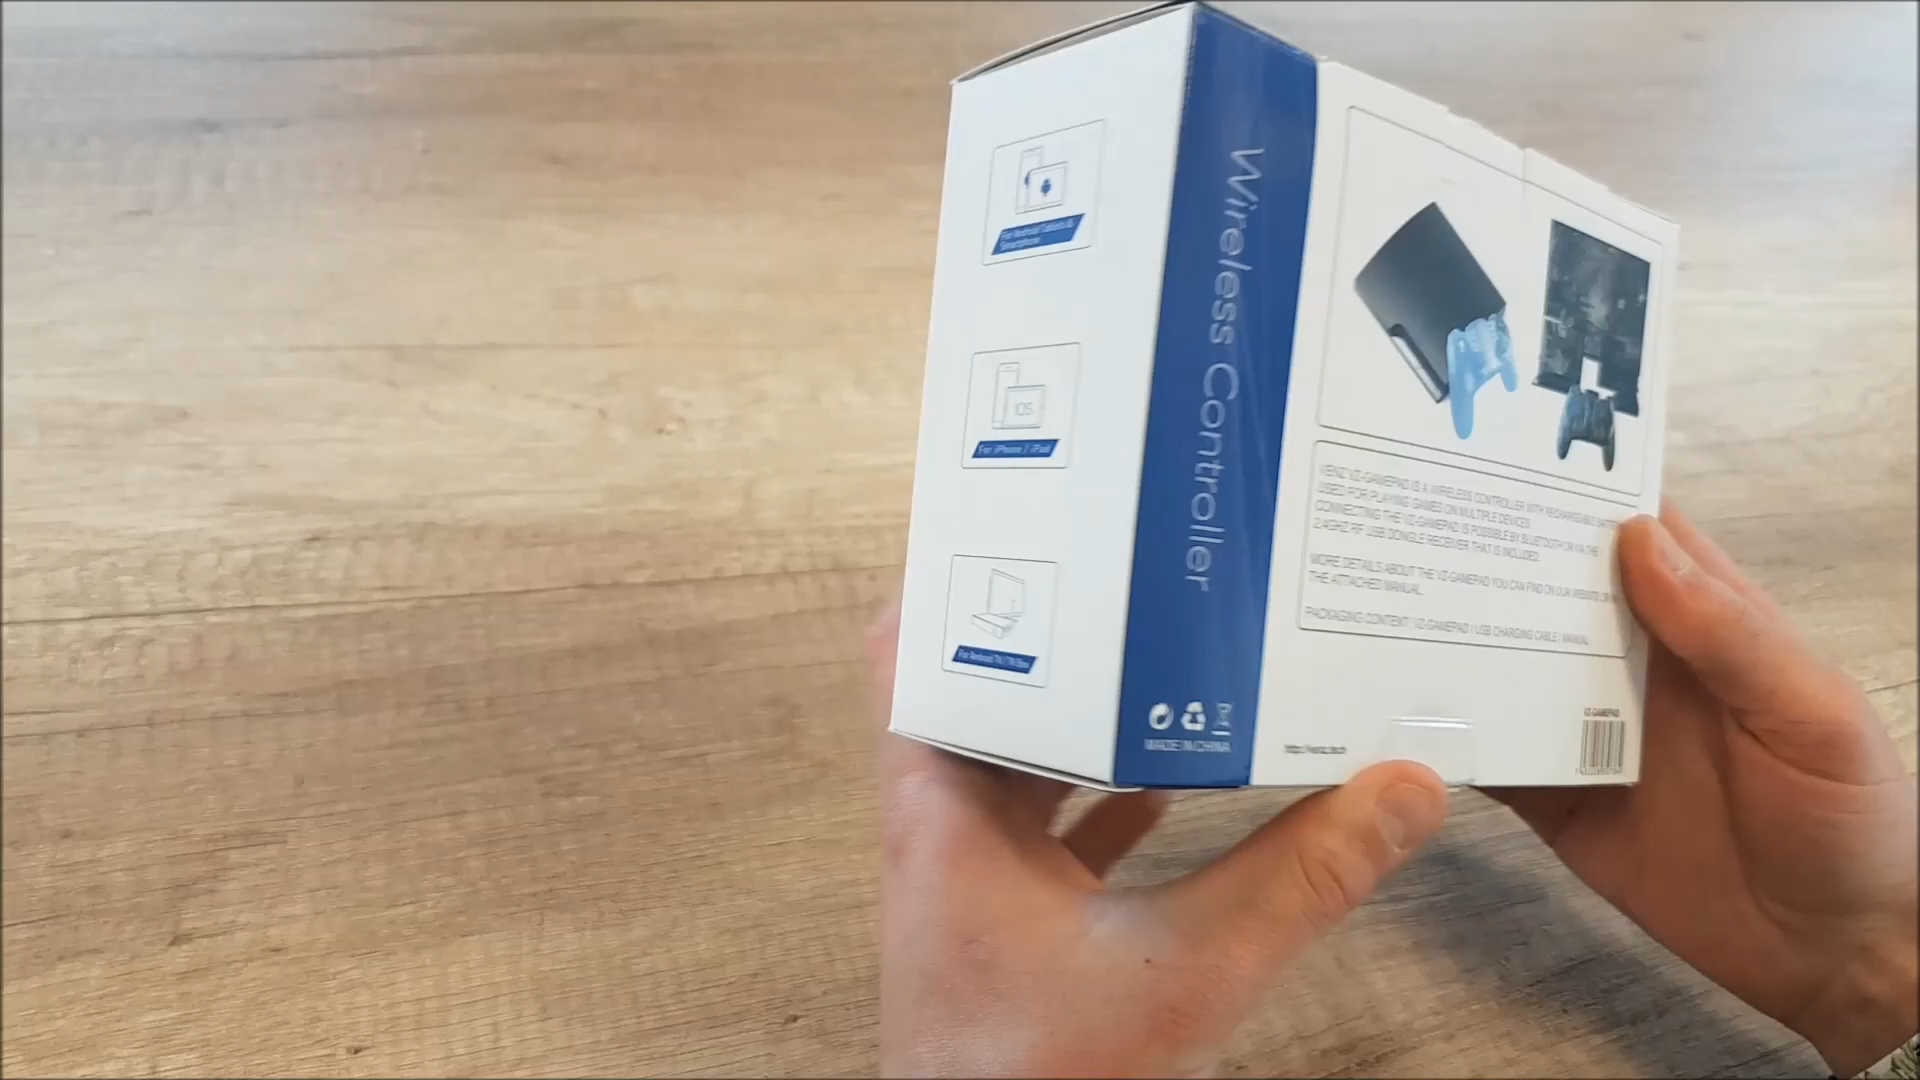 For Android Tablets &
Smartphone
iOS
For iPhone / iPad
For Android TV / TV Box
Wireless Controller
MADE IN CHINA
VENZ VZ-GAMEPAD IS A WIRELESS CONTROLLER WITH RECHARGEABLE
USED FOR PLAYING GAMES ON MULTIPLE DEVICES.
CONNECTING THE VZ-GAMEPAD IS POSSIBLE BY BLUETOOTH OR VIA THE
2.4GHZ RF USB DONGLE RECEIVER THAT IS INCLUDED.
MORE DETAILS ABOUT THE VZ-GAMEPAD YOU CAN FIND ON OUR WEBSITE OR
THE ATTACHED MANUAL.
PACKAGING CONTENT: VZ-GAMEPAD / USB CHARGING CABLE / MANUAL
VZ-GAMEPAD